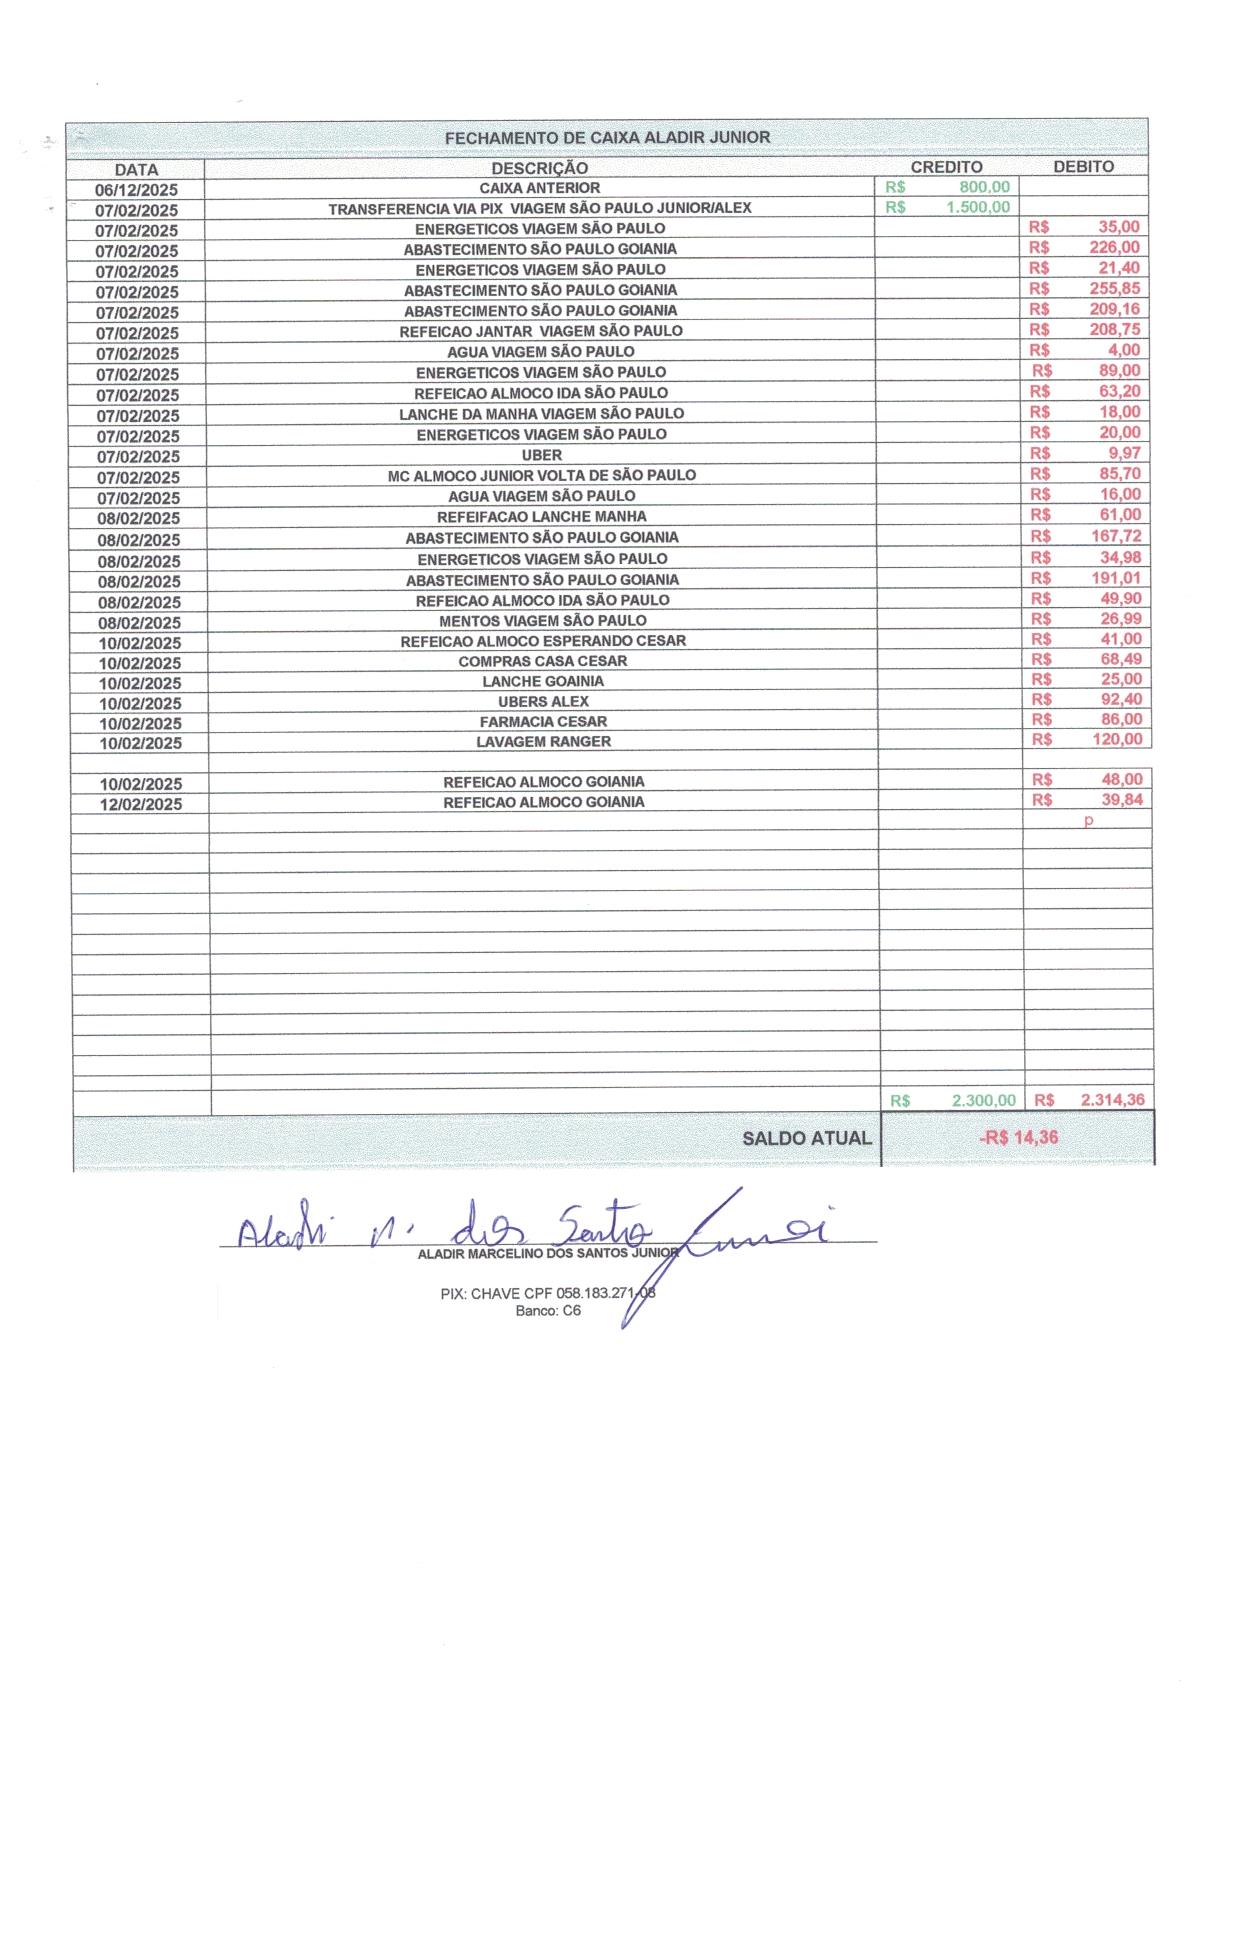 FECHAMENTO DE CAIXA ALADIR JUNIOR
DATA DESCRIÇÃO CREDITO DEBITO
06/12/2025 CAIXA ANTERIOR R$ 800,00
07/02/2025 TRANSFERENCIA VIA PIX VIAGEM SÃO PAULO JUNIOR/ALEX R$ 1.500,00
07/02/2025 ENERGETICOS VIAGEM SÃO PAULO R$ 35,00
07/02/2025 ABASTECIMENTO SÃO PAULO GOIANIA R$ 226,00
07/02/2025 ENERGETICOS VIAGEM SÃO PAULO R$ 21,40
07/02/2025 ABASTECIMENTO SÃO PAULO GOIANIA R$ 255,85
07/02/2025 ABASTECIMENTO SÃO PAULO GOIANIA R$ 209,16
07/02/2025 REFEICAO JANTAR VIAGEM SÃO PAULO R$ 208,75
07/02/2025 AGUA VIAGEM SÃO PAULO R$ 4,00
07/02/2025 ENERGETICOS VIAGEM SÃO PAULO R$ 89,00
07/02/2025 REFEICAO ALMOCO IDA SÃO PAULO R$ 63,20
07/02/2025 LANCHE DA MANHA VIAGEM SÃO PAULO R$ 18,00
07/02/2025 ENERGETICOS VIAGEM SÃO PAULO R$ 20,00
07/02/2025 UBER R$ 9,97
07/02/2025 MC ALMOCO JUNIOR VOLTA DE SÃO PAULO R$ 85,70
07/02/2025 AGUA VIAGEM SÃO PAULO R$ 16,00
08/02/2025 REFEIFACAO LANCHE MANHA R$ 61,00
08/02/2025 ABASTECIMENTO SÃO PAULO GOIANIA R$ 167,72
08/02/2025 ENERGETICOS VIAGEM SÃO PAULO R$ 34,98
08/02/2025 ABASTECIMENTO SÃO PAULO GOIANIA R$ 191,01
08/02/2025 REFEICAO ALMOCO IDA SÃO PAULO R$ 49,90
08/02/2025 MENTOS VIAGEM SÃO PAULO R$ 26,99
10/02/2025 REFEICAO ALMOCO ESPERANDO CESAR R$ 41,00
10/02/2025 COMPRAS CASA CESAR R$ 68,49
10/02/2025 LANCHE GOAINIA R$ 25,00
10/02/2025 UBERS ALEX R$ 92,40
10/02/2025 FARMACIA CESAR R$ 86,00
10/02/2025 LAVAGEM RANGER R$ 120,00
10/02/2025 REFEICAO ALMOCO GOIANIA R$ 48,00
12/02/2025 REFEICAO ALMOCO GOIANIA R$ 39,84
p
R$ 2.300,00 R$ 2.314,36
SALDO ATUAL -R$ 14,36
Aladir M. dos Santos Junior
ALADIR MARCELINO DOS SANTOS JUNIOR
PIX: CHAVE CPF 058.183.271-08
Banco: C6